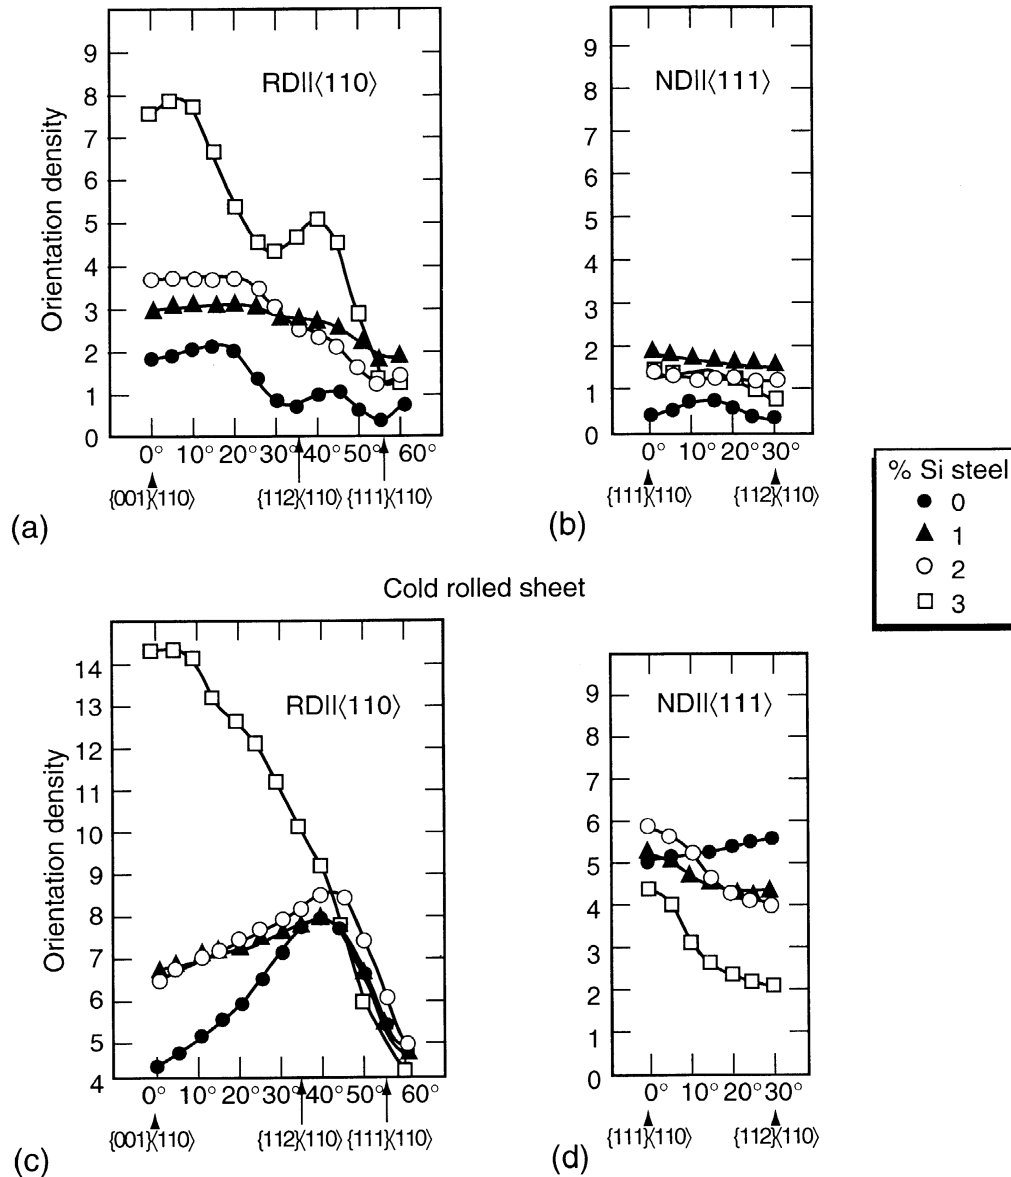 9
8
7
6
5
4
3
2
1
0
Orientation density
RD||⟨110⟩
0° 10° 20° 30° 40° 50° 60°
{001}⟨110⟩ {112}⟨110⟩ {111}⟨110⟩
(a)
9
8
7
6
5
4
3
2
1
0
ND||⟨111⟩
0° 10° 20° 30°
{111}⟨110⟩ {112}⟨110⟩
(b)
% Si steel
0
1
2
3
Cold rolled sheet
14
13
12
11
10
9
8
7
6
5
4
Orientation density
RD||⟨110⟩
0° 10° 20° 30° 40° 50° 60°
{001}⟨110⟩ {112}⟨110⟩ {111}⟨110⟩
(c)
9
8
7
6
5
4
3
2
1
0
ND||⟨111⟩
0° 10° 20° 30°
{111}⟨110⟩ {112}⟨110⟩
(d)